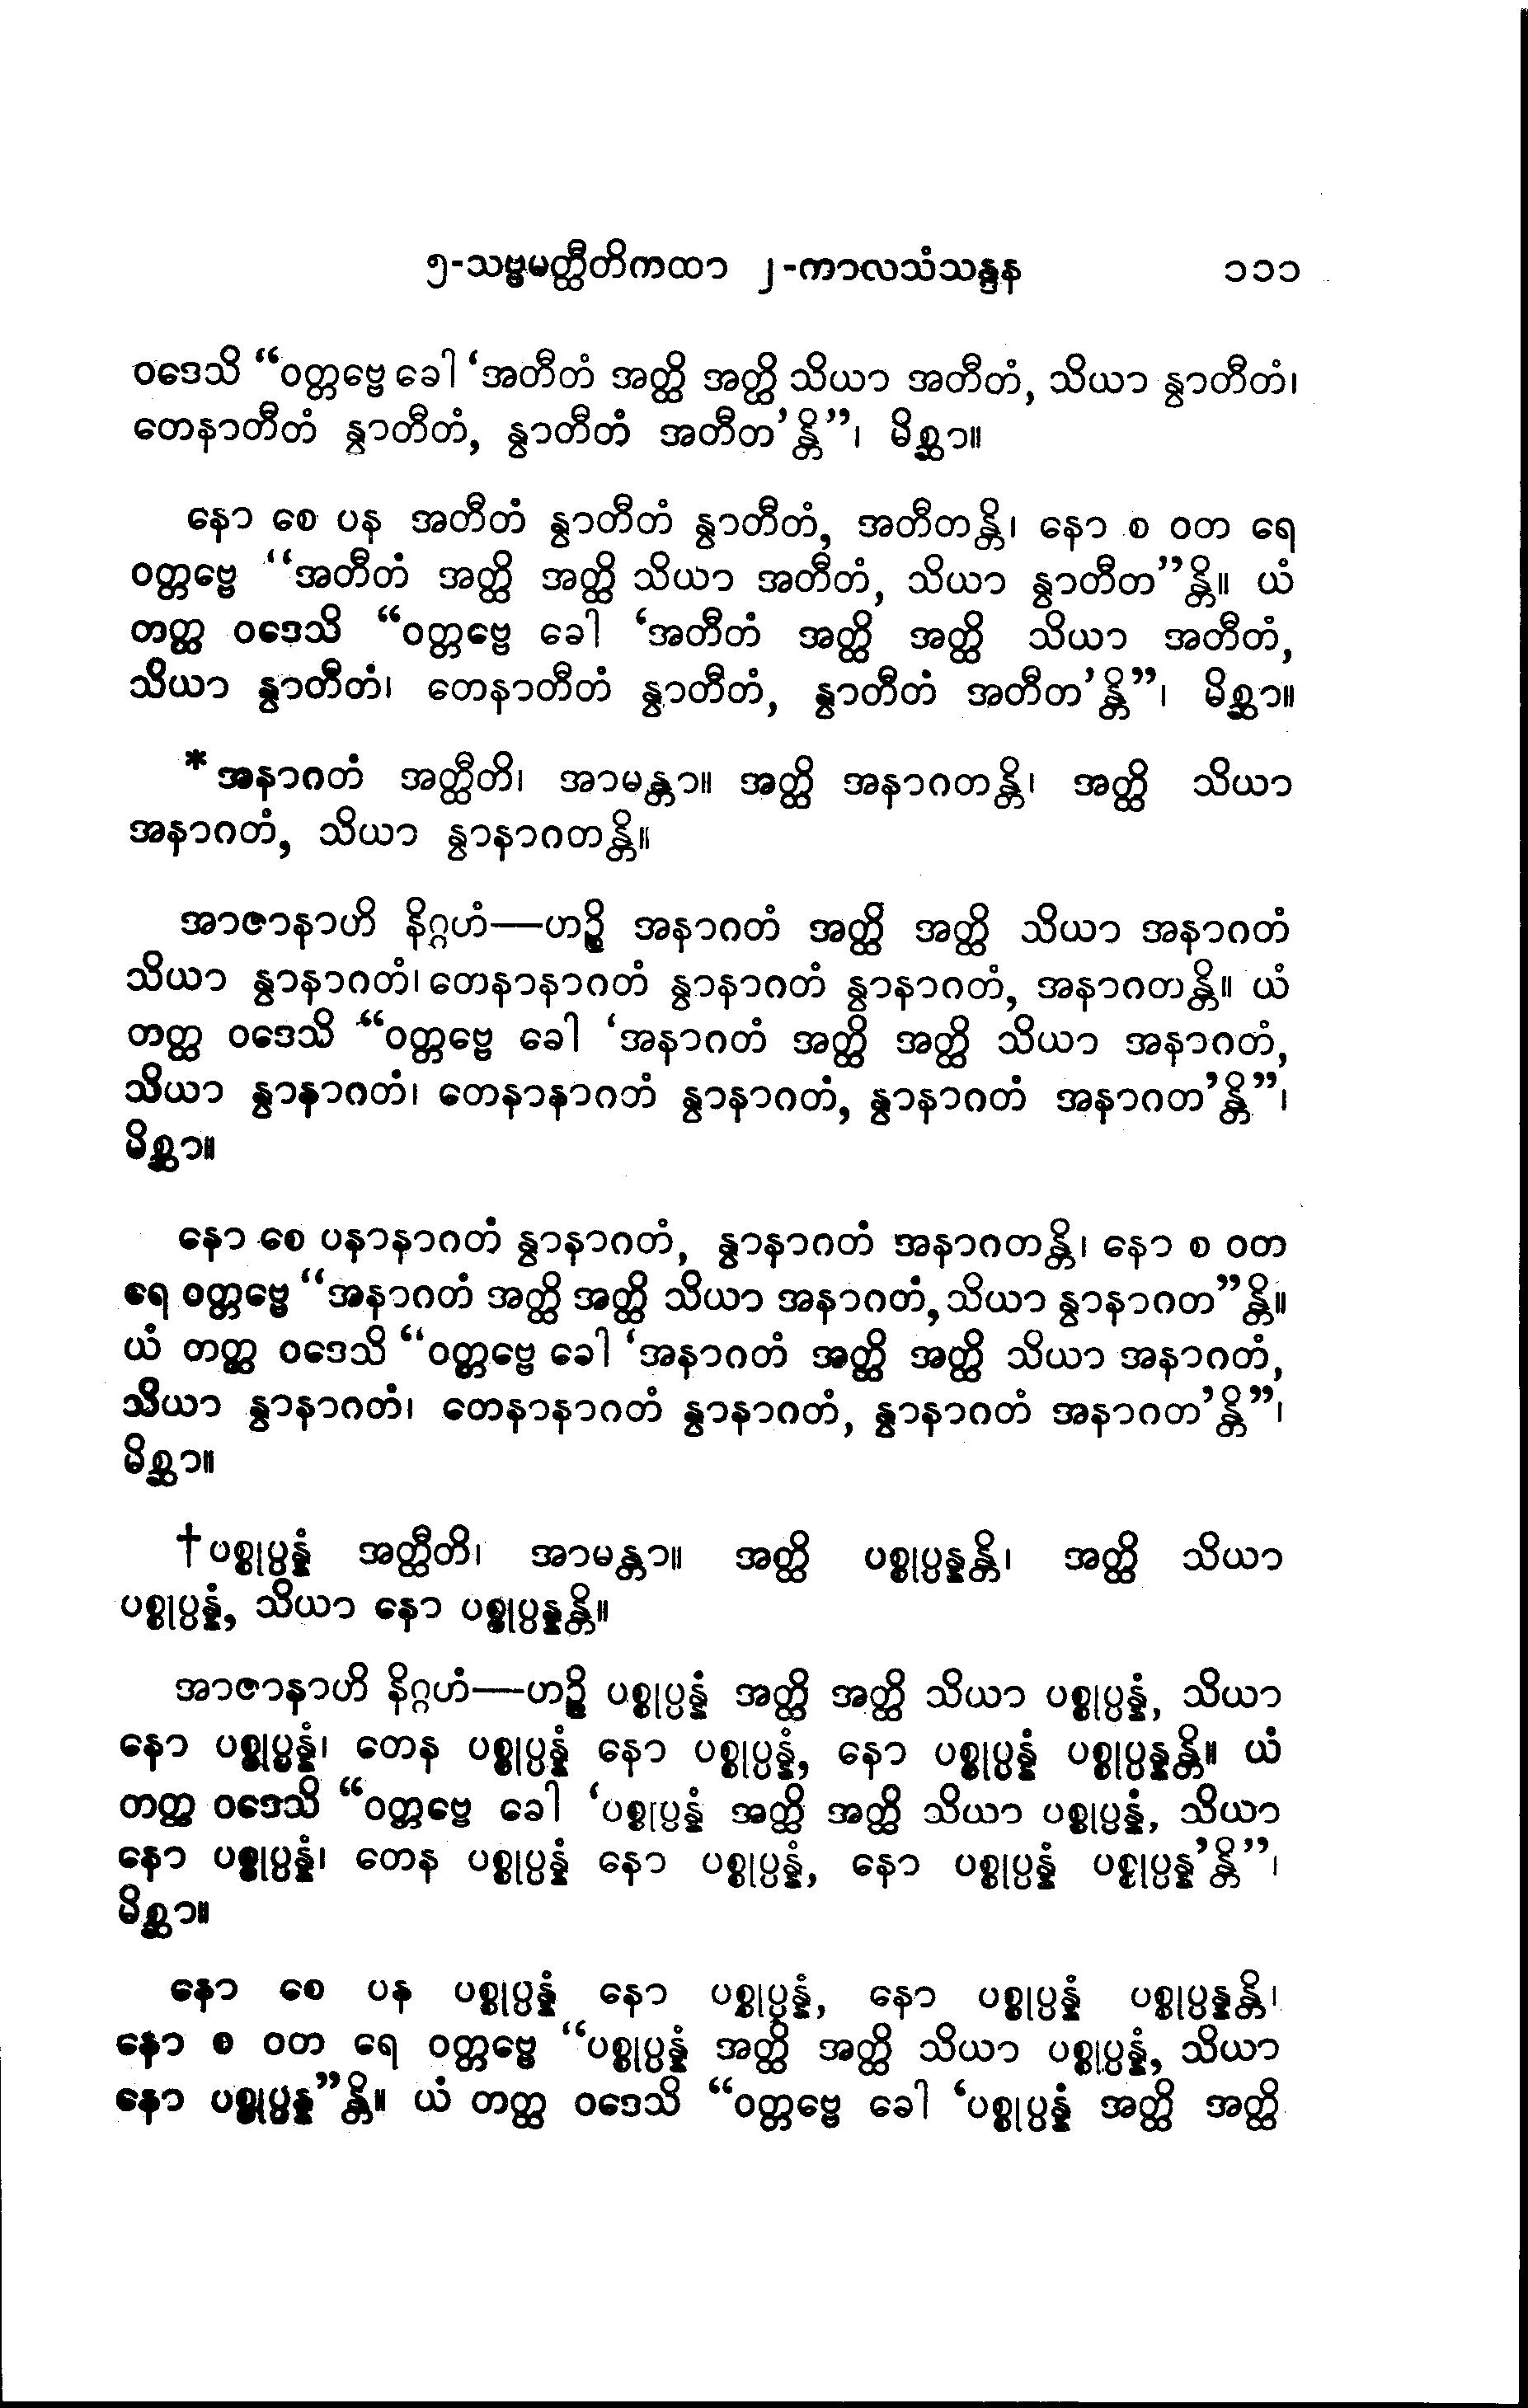 ၅-သဗ္ဗမတ္ထီတိကထာ ၂-ကာလသံသန္ဒန ၁၁၁
ဝဒေသိ “ဝတ္တဗ္ဗေ ခေါ ‘အတီတံ အတ္ထိ အတ္ထိ သိယာ အတီတံ, သိယာ နွာတီတံ၊
တေနာတီတံ နွာတီတံ, နွာတီတံ အတီတ’န္တိ”၊ မိစ္ဆာ။
နော စေ ပန အတီတံ နွာတီတံ နွာတီတံ, အတီတန္တိ၊ နော စ ဝတ ရေ
ဝတ္တဗ္ဗေ “အတီတံ အတ္ထိ အတ္ထိ သိယာ အတီတံ, သိယာ နွာတီတ”န္တိ။ ယံ
တတ္ထ ဝဒေသိ “ဝတ္တဗ္ဗေ ခေါ ‘အတီတံ အတ္ထိ အတ္ထိ သိယာ အတီတံ,
သိယာ နွာတီတံ၊ တေနာတီတံ နွာတီတံ, နွာတီတံ အတီတ’န္တိ”၊ မိစ္ဆာ။
*အနာဂတံ အတ္ထီတိ၊ အာမန္တာ။ အတ္ထိ အနာဂတန္တိ၊ အတ္ထိ သိယာ
အနာဂတံ, သိယာ နွာနာဂတန္တိ။
အာဇာနာဟိ နိဂ္ဂဟံ—ဟဉ္စိ အနာဂတံ အတ္ထိ အတ္ထိ သိယာ အနာဂတံ
သိယာ နွာနာဂတံ၊ တေနာနာဂတံ နွာနာဂတံ နွာနာဂတံ, အနာဂတန္တိ။ ယံ
တတ္ထ ဝဒေသိ “ဝတ္တဗ္ဗေ ခေါ ‘အနာဂတံ အတ္ထိ အတ္ထိ သိယာ အနာဂတံ,
သိယာ နွာနာဂတံ၊ တေနာနာဂဘံ နွာနာဂတံ, နွာနာဂတံ အနာဂတ’န္တိ”၊
မိစ္ဆာ။
နော စေ ပနာနာဂတံ နွာနာဂတံ, နွာနာဂတံ အနာဂတန္တိ၊ နော စ ဝတ
ရေ ဝတ္တဗ္ဗေ “အနာဂတံ အတ္ထိ အတ္ထိ သိယာ အနာဂတံ, သိယာ နွာနာဂတ”န္တိ။
ယံ တတ္ထ ဝဒေသိ “ဝတ္တဗ္ဗေ ခေါ ‘အနာဂတံ အတ္ထိ အတ္ထိ သိယာ အနာဂတံ,
သိယာ နွာနာဂတံ၊ တေနာနာဂတံ နွာနာဂတံ, နွာနာဂတံ အနာဂတ’န္တိ”၊
မိစ္ဆာ။
†ပစ္စုပ္ပန္နံ အတ္ထီတိ၊ အာမန္တာ။ အတ္ထိ ပစ္စုပ္ပန္နန္တိ၊ အတ္ထိ သိယာ
ပစ္စုပ္ပန္နံ, သိယာ နော ပစ္စုပ္ပန္နန္တိ။
အာဇာနာဟိ နိဂ္ဂဟံ—ဟဉ္စိ ပစ္စုပ္ပန္နံ အတ္ထိ အတ္ထိ သိယာ ပစ္စုပ္ပန္နံ, သိယာ
နော ပစ္စုပ္ပန္နံ၊ တေန ပစ္စုပ္ပန္နံ နော ပစ္စုပ္ပန္နံ, နော ပစ္စုပ္ပန္နံ ပစ္စုပ္ပန္နန္တိ။ ယံ
တတ္ထ ဝဒေသိ “ဝတ္တဗ္ဗေ ခေါ ‘ပစ္စုပ္ပန္နံ အတ္ထိ အတ္ထိ သိယာ ပစ္စုပ္ပန္နံ, သိယာ
နော ပစ္စုပ္ပန္နံ၊ တေန ပစ္စုပ္ပန္နံ နော ပစ္စုပ္ပန္နံ, နော ပစ္စုပ္ပန္နံ ပစ္စုပ္ပန္န’န္တိ”၊
မိစ္ဆာ။
နော စေ ပန ပစ္စုပ္ပန္နံ နော ပစ္စုပ္ပန္နံ, နော ပစ္စုပ္ပန္နံ ပစ္စုပ္ပန္နန္တိ၊
နော စ ဝတ ရေ ဝတ္တဗ္ဗေ “ပစ္စုပ္ပန္နံ အတ္ထိ အတ္ထိ သိယာ ပစ္စုပ္ပန္နံ, သိယာ
နော ပစ္စုပ္ပန္န”န္တိ။ ယံ တတ္ထ ဝဒေသိ “ဝတ္တဗ္ဗေ ခေါ ‘ပစ္စုပ္ပန္နံ အတ္ထိ အတ္ထိ